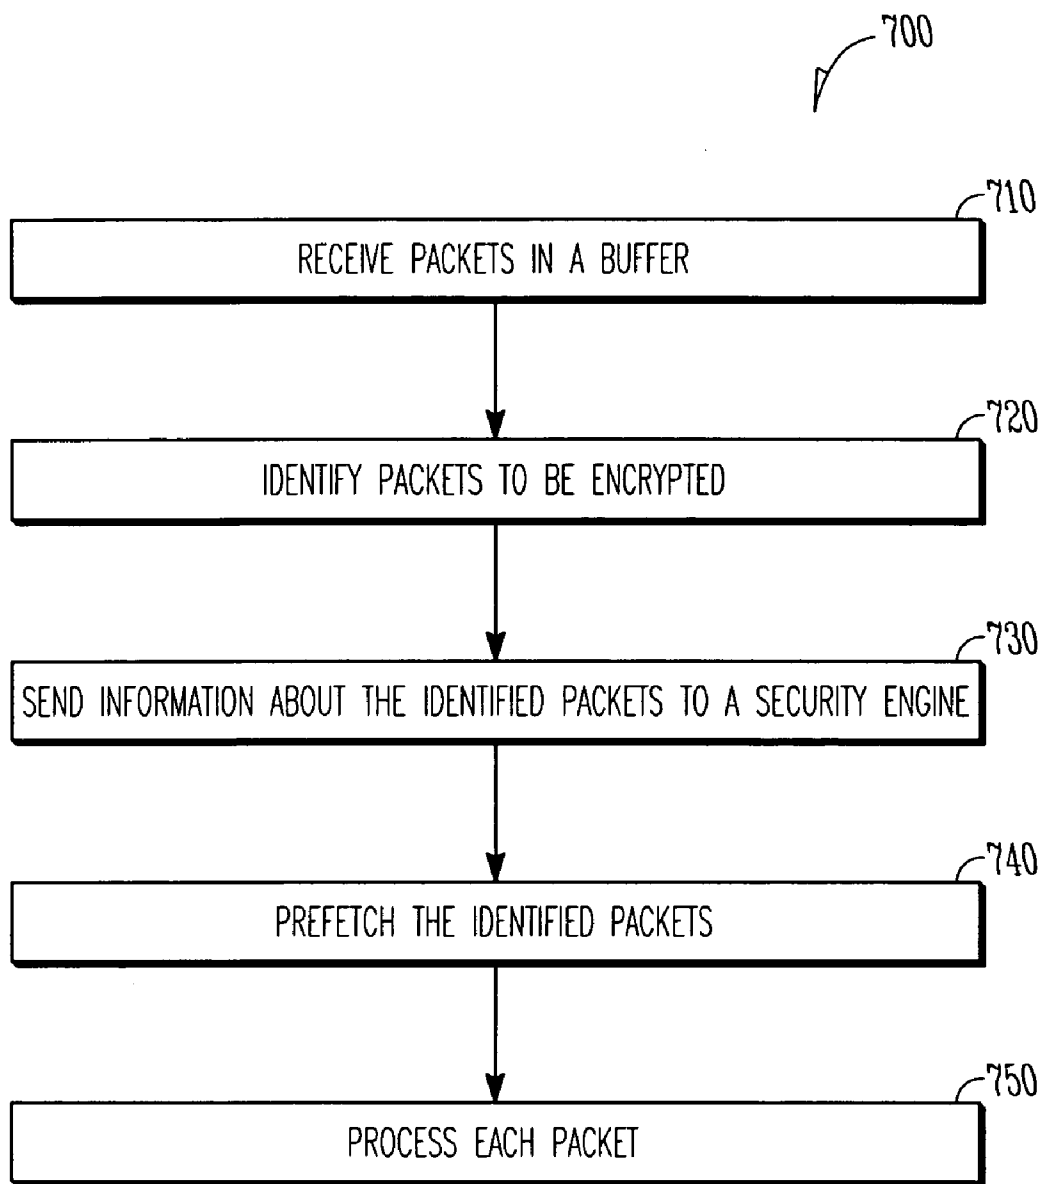 700
710
RECEIVE PACKETS IN A BUFFER
720
IDENTIFY PACKETS TO BE ENCRYPTED
730
SEND INFORMATION ABOUT THE IDENTIFIED PACKETS TO A SECURITY ENGINE
740
PREFETCH THE IDENTIFIED PACKETS
750
PROCESS EACH PACKET